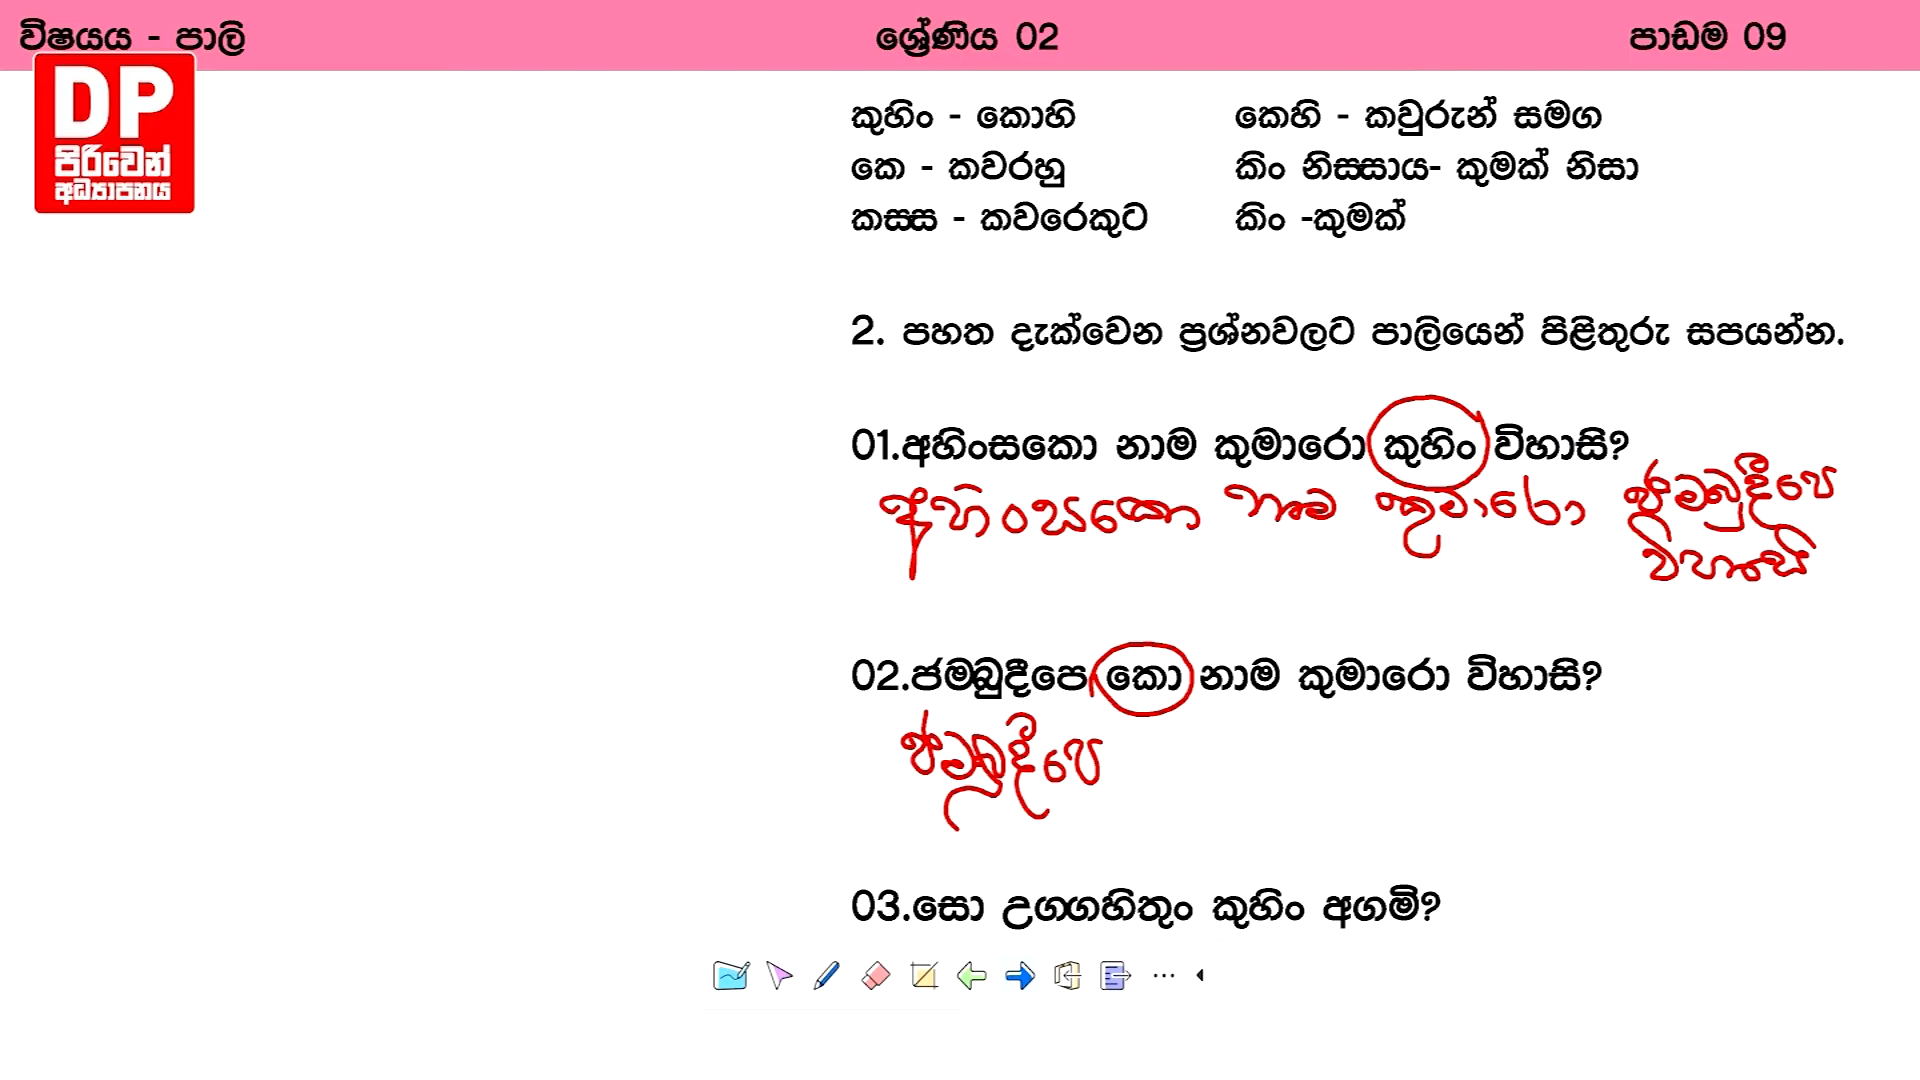 විෂයය - පාලි ශ්‍රේණිය 02 පාඩම 09
DP
පිරිවෙන්
අධ්‍යාපනය
කුහිං - කොහි කෙහි - කවුරුන් සමග
කෙ - කවරහු කිං නිස්සාය- කුමක් නිසා
කස්ස - කවරෙකුට කිං -කුමක්
2. පහත දැක්වෙන ප්‍රශ්නවලට පාලියෙන් පිළිතුරු සපයන්න.
01.අහිංසකො නාම කුමාරො කුහිං විහාසි?
අහිංසකො නාම කුමාරො ජම්බුදීපෙ
විහාසි
02.ජම්බුදීපෙ කො නාම කුමාරො විහාසි?
ජම්බුදීපෙ
03.සො උග්ගහිතුං කුහිං අගමි?